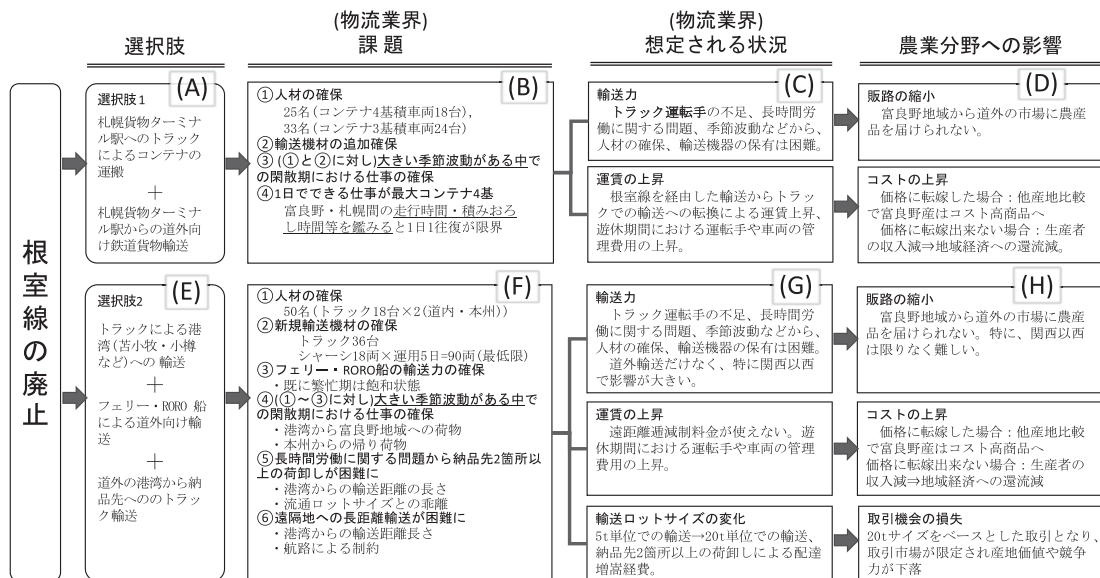 選択肢
(物流業界)
課 題
(物流業界)
想定される状況
農業分野への影響
根室線の廃止
(A)
選択肢1
札幌貨物ターミナ
ル駅へのトラック
によるコンテナの
運搬
+
札幌貨物ターミナ
ル駅からの道外向
け鉄道貨物輸送
(B)
①人材の確保
25名(コンテナ4基積車両18台),
33名(コンテナ3基積車両24台)
②輸送機材の追加確保
③(①と②に対し)大きい季節波動がある中で
の閑散期における仕事の確保
④1日でできる仕事が最大コンテナ4基
富良野・札幌間の走行時間・積みおろ
し時間等を鑑みると1日1往復が限界
(C)
輸送力
トラック運転手の不足、長時間労
働に関する問題、季節波動などから、
人材の確保、輸送機器の保有は困難。
運賃の上昇
根室線を経由した輸送からトラッ
クでの輸送への転換による運賃上昇、
遊休期間における運転手や車両の管
理費用の上昇。
(D)
販路の縮小
富良野地域から道外の市場に農産
品を届けられない。
コストの上昇
価格に転嫁した場合：他産地比較
で富良野産はコスト高商品へ
価格に転嫁出来ない場合：生産者
の収入減⇒地域経済への還流減。
(E)
選択肢2
トラックによる港
湾(苫小牧・小樽
など)への 輸送
+
フェリー・RORO 船
による道外向け輸
送
+
道外の港湾から納
品先へののトラッ
ク輸送
(F)
①人材の確保
50名(トラック18台×2(道内・本州))
②新規輸送機材の確保
トラック36台
シャーシ18両×運用5日=90両(最低限)
③フェリー・RORO船の輸送力の確保
・既に繁忙期は飽和状態
④(①～③に対し)大きい季節波動がある中で
の閑散期における仕事の確保
・港湾から富良野地域への荷物
・本州からの帰り荷物
⑤長時間労働に関する問題から納品先2箇所以
上の荷卸しが困難に
・港湾からの輸送距離の長さ
・流通ロットサイズとの乖離
⑥遠隔地への長距離輸送が困難に
・港湾からの輸送距離長さ
・航路による制約
(G)
輸送力
トラック運転手の不足、長時間労
働に関する問題、季節波動などから、
人材の確保、輸送機器の保有は困難。
道外輸送だけなく、特に関西以西
で影響が大きい。
運賃の上昇
遠距離逓減制料金が使えない。遊
休期間における運転手や車両の管理
費用の上昇。
輸送ロットサイズの変化
5t単位での輸送→20t単位での輸送、
納品先2箇所以上の荷卸しによる配達
増嵩経費。
(H)
販路の縮小
富良野地域から道外の市場に農産
品を届けられない。特に、関西以西
は限りなく難しい。
コストの上昇
価格に転嫁した場合：他産地比較
で富良野産はコスト高商品へ
価格に転嫁出来ない場合：生産者の
収入減⇒地域経済への還流減
取引機会の損失
20tサイズをベースとした取引となり、
取引市場が限定され産地価値や競争
力が下落